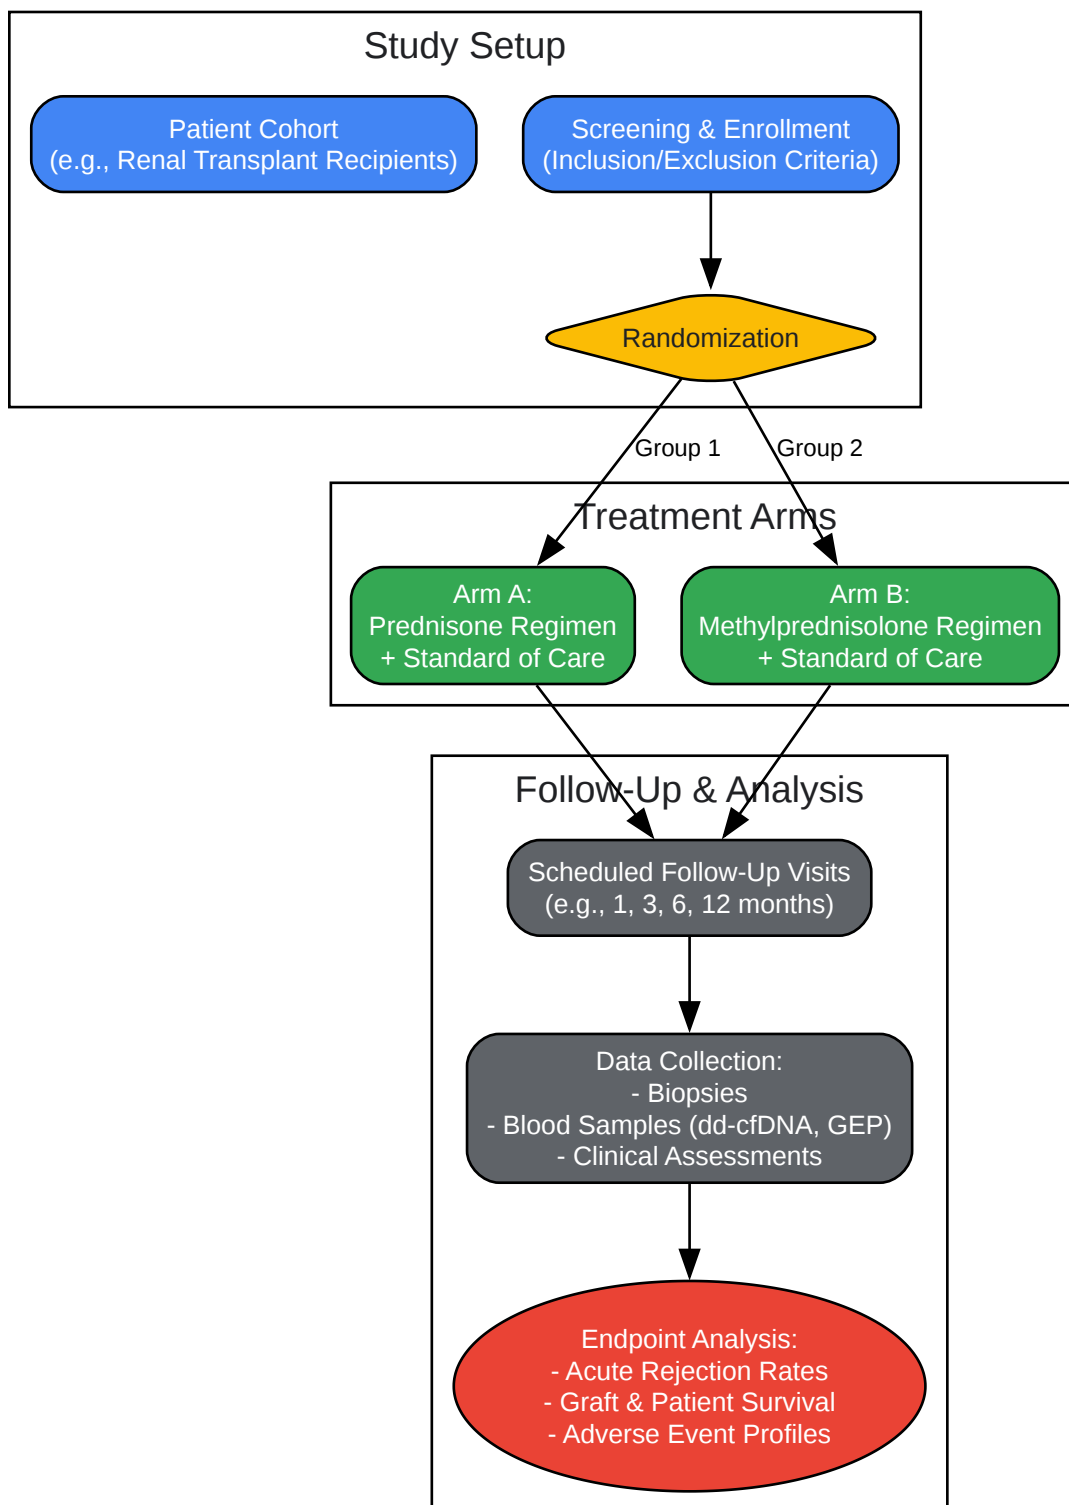 Study Setup
Patient Cohort
(e.g., Renal Transplant Recipients)
Screening & Enrollment
(Inclusion/Exclusion Criteria)
Randomization
Group 1
Group 2
Treatment Arms
Arm A:
Prednisone Regimen
+ Standard of Care
Arm B:
Methylprednisolone Regimen
+ Standard of Care
Follow-Up & Analysis
Scheduled Follow-Up Visits
(e.g., 1, 3, 6, 12 months)
Data Collection:
- Biopsies
- Blood Samples (dd-cfDNA, GEP)
- Clinical Assessments
Endpoint Analysis:
- Acute Rejection Rates
- Graft & Patient Survival
- Adverse Event Profiles